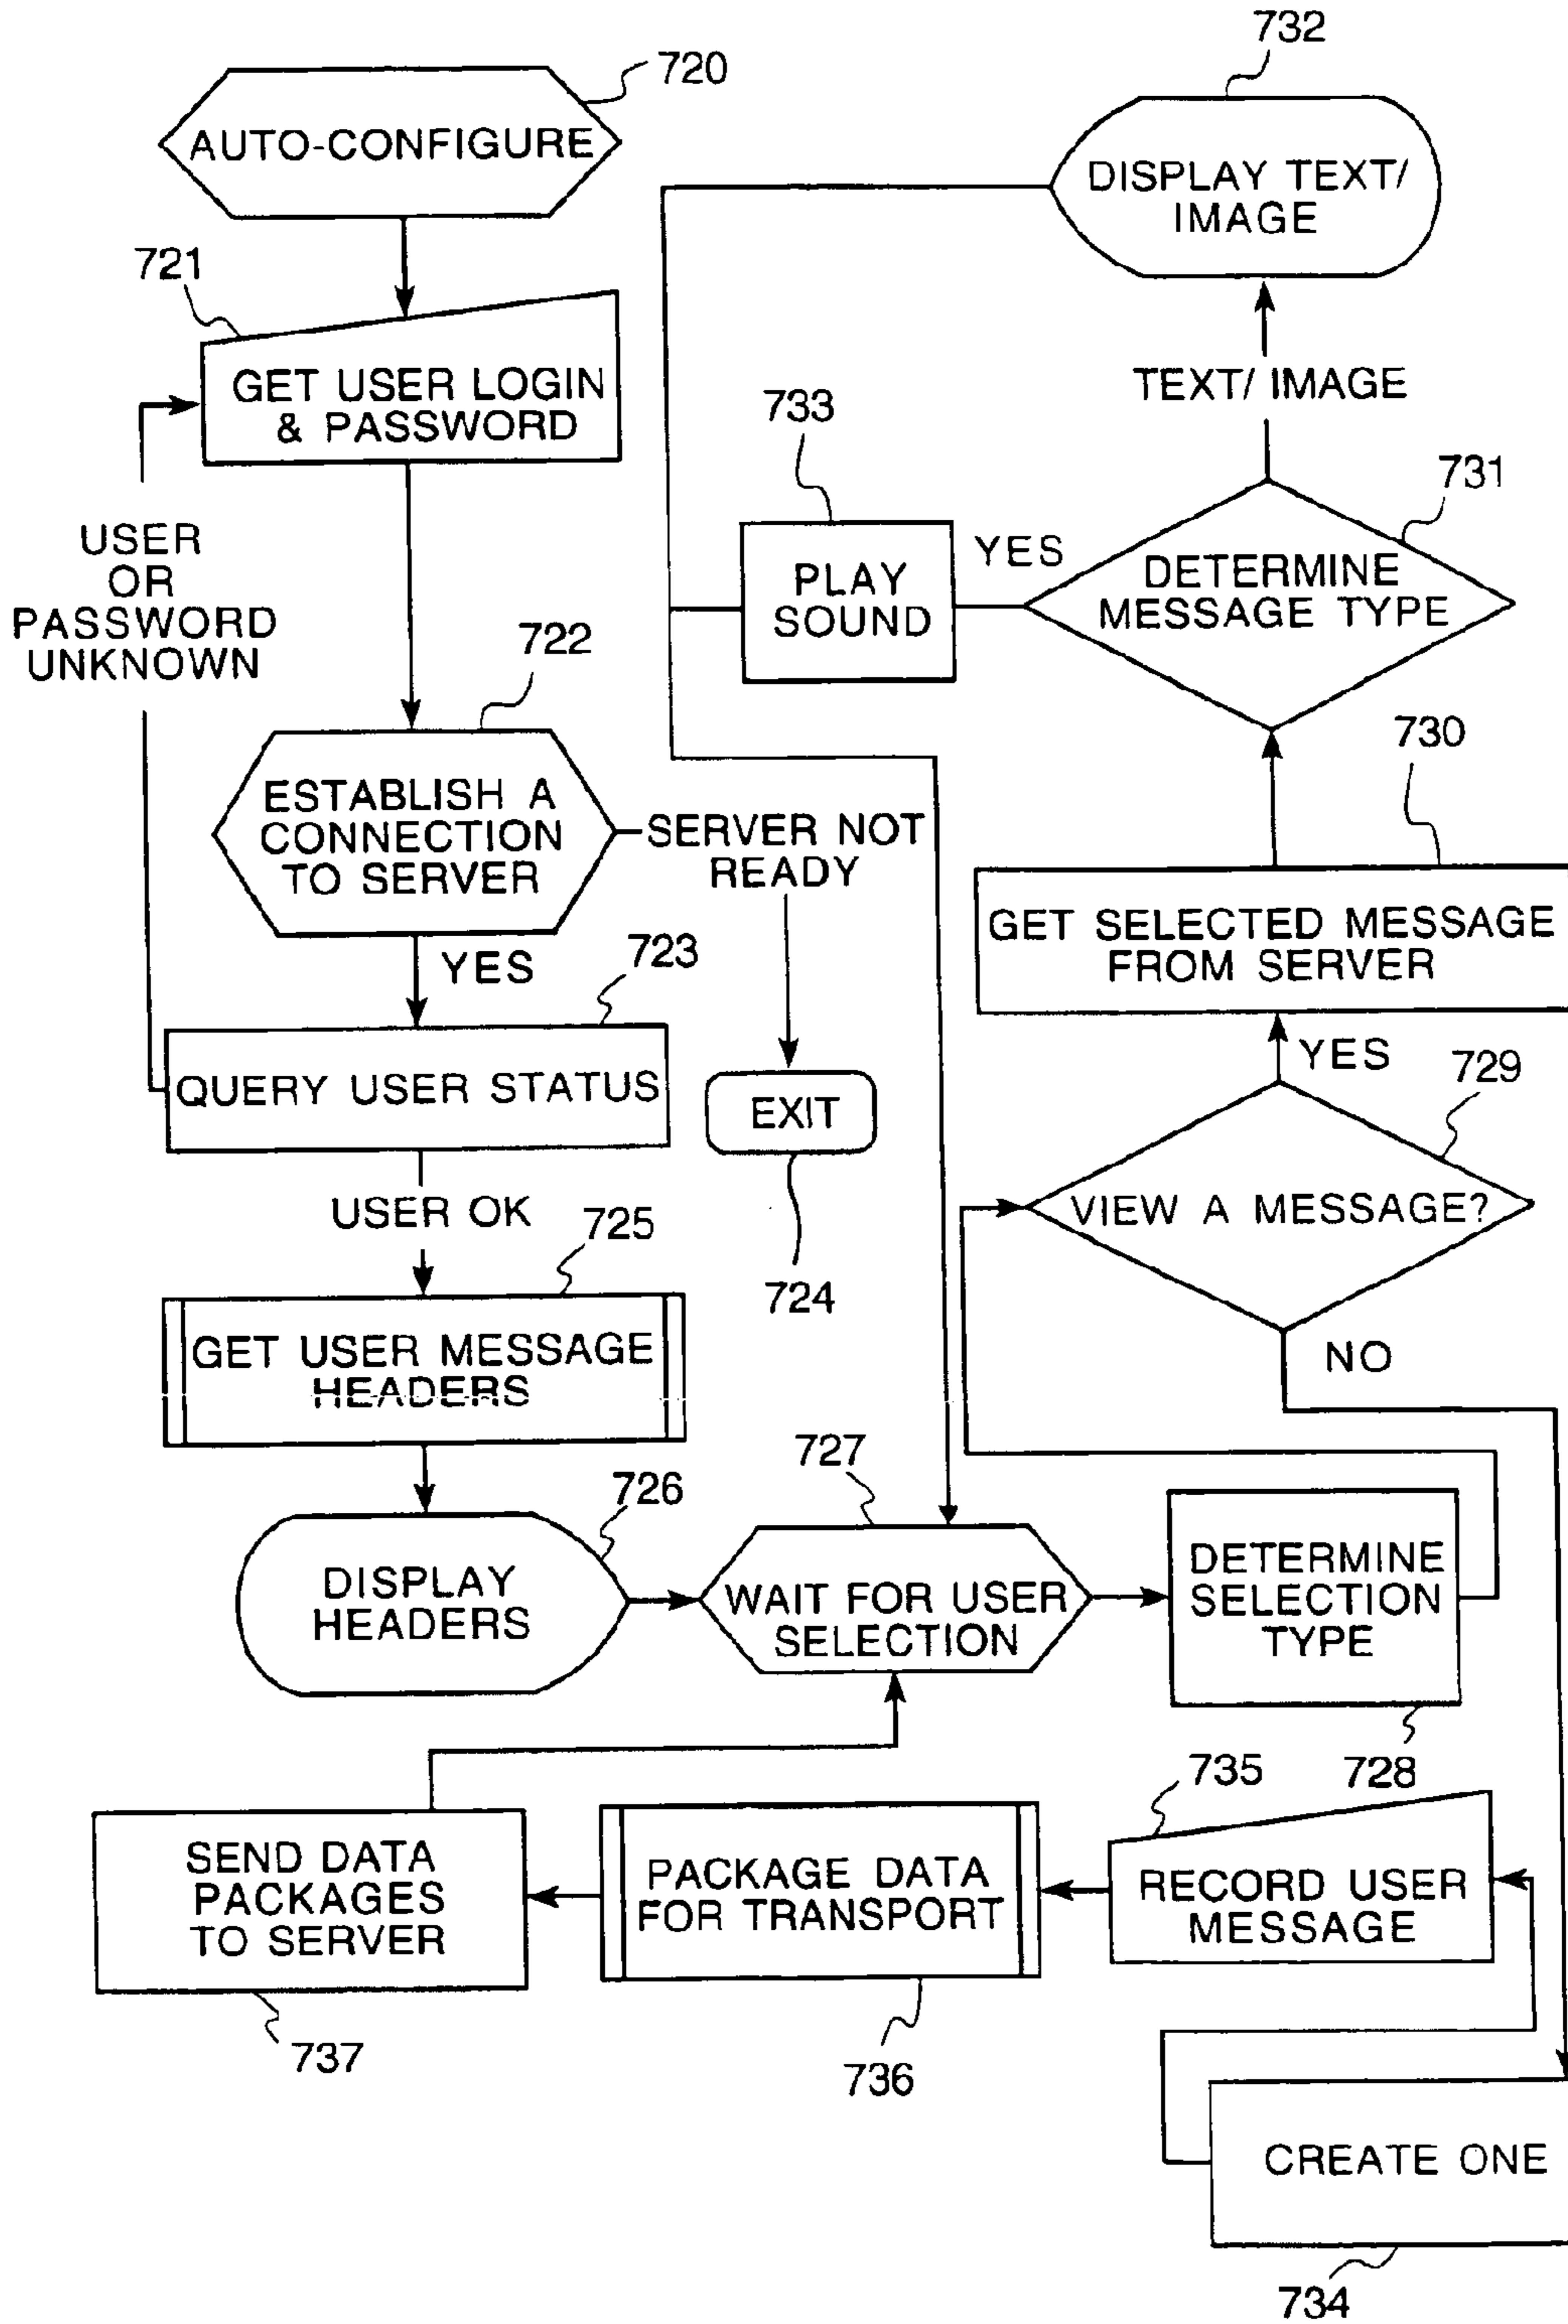 720
AUTO-CONFIGURE
721
GET USER LOGIN
& PASSWORD
USER
OR
PASSWORD
UNKNOWN
722
ESTABLISH A
CONNECTION
TO SERVER
SERVER NOT
READY
YES
723
QUERY USER STATUS
EXIT
724
USER OK
725
GET USER MESSAGE
HEADERS
726
DISPLAY
HEADERS
727
WAIT FOR USER
SELECTION
DETERMINE
SELECTION
TYPE
728
729
VIEW A MESSAGE?
YES
NO
730
GET SELECTED MESSAGE
FROM SERVER
731
DETERMINE
MESSAGE TYPE
TEXT/ IMAGE
732
DISPLAY TEXT/
IMAGE
YES
733
PLAY
SOUND
CREATE ONE
734
735
RECORD USER
MESSAGE
PACKAGE DATA
FOR TRANSPORT
736
SEND DATA
PACKAGES
TO SERVER
737